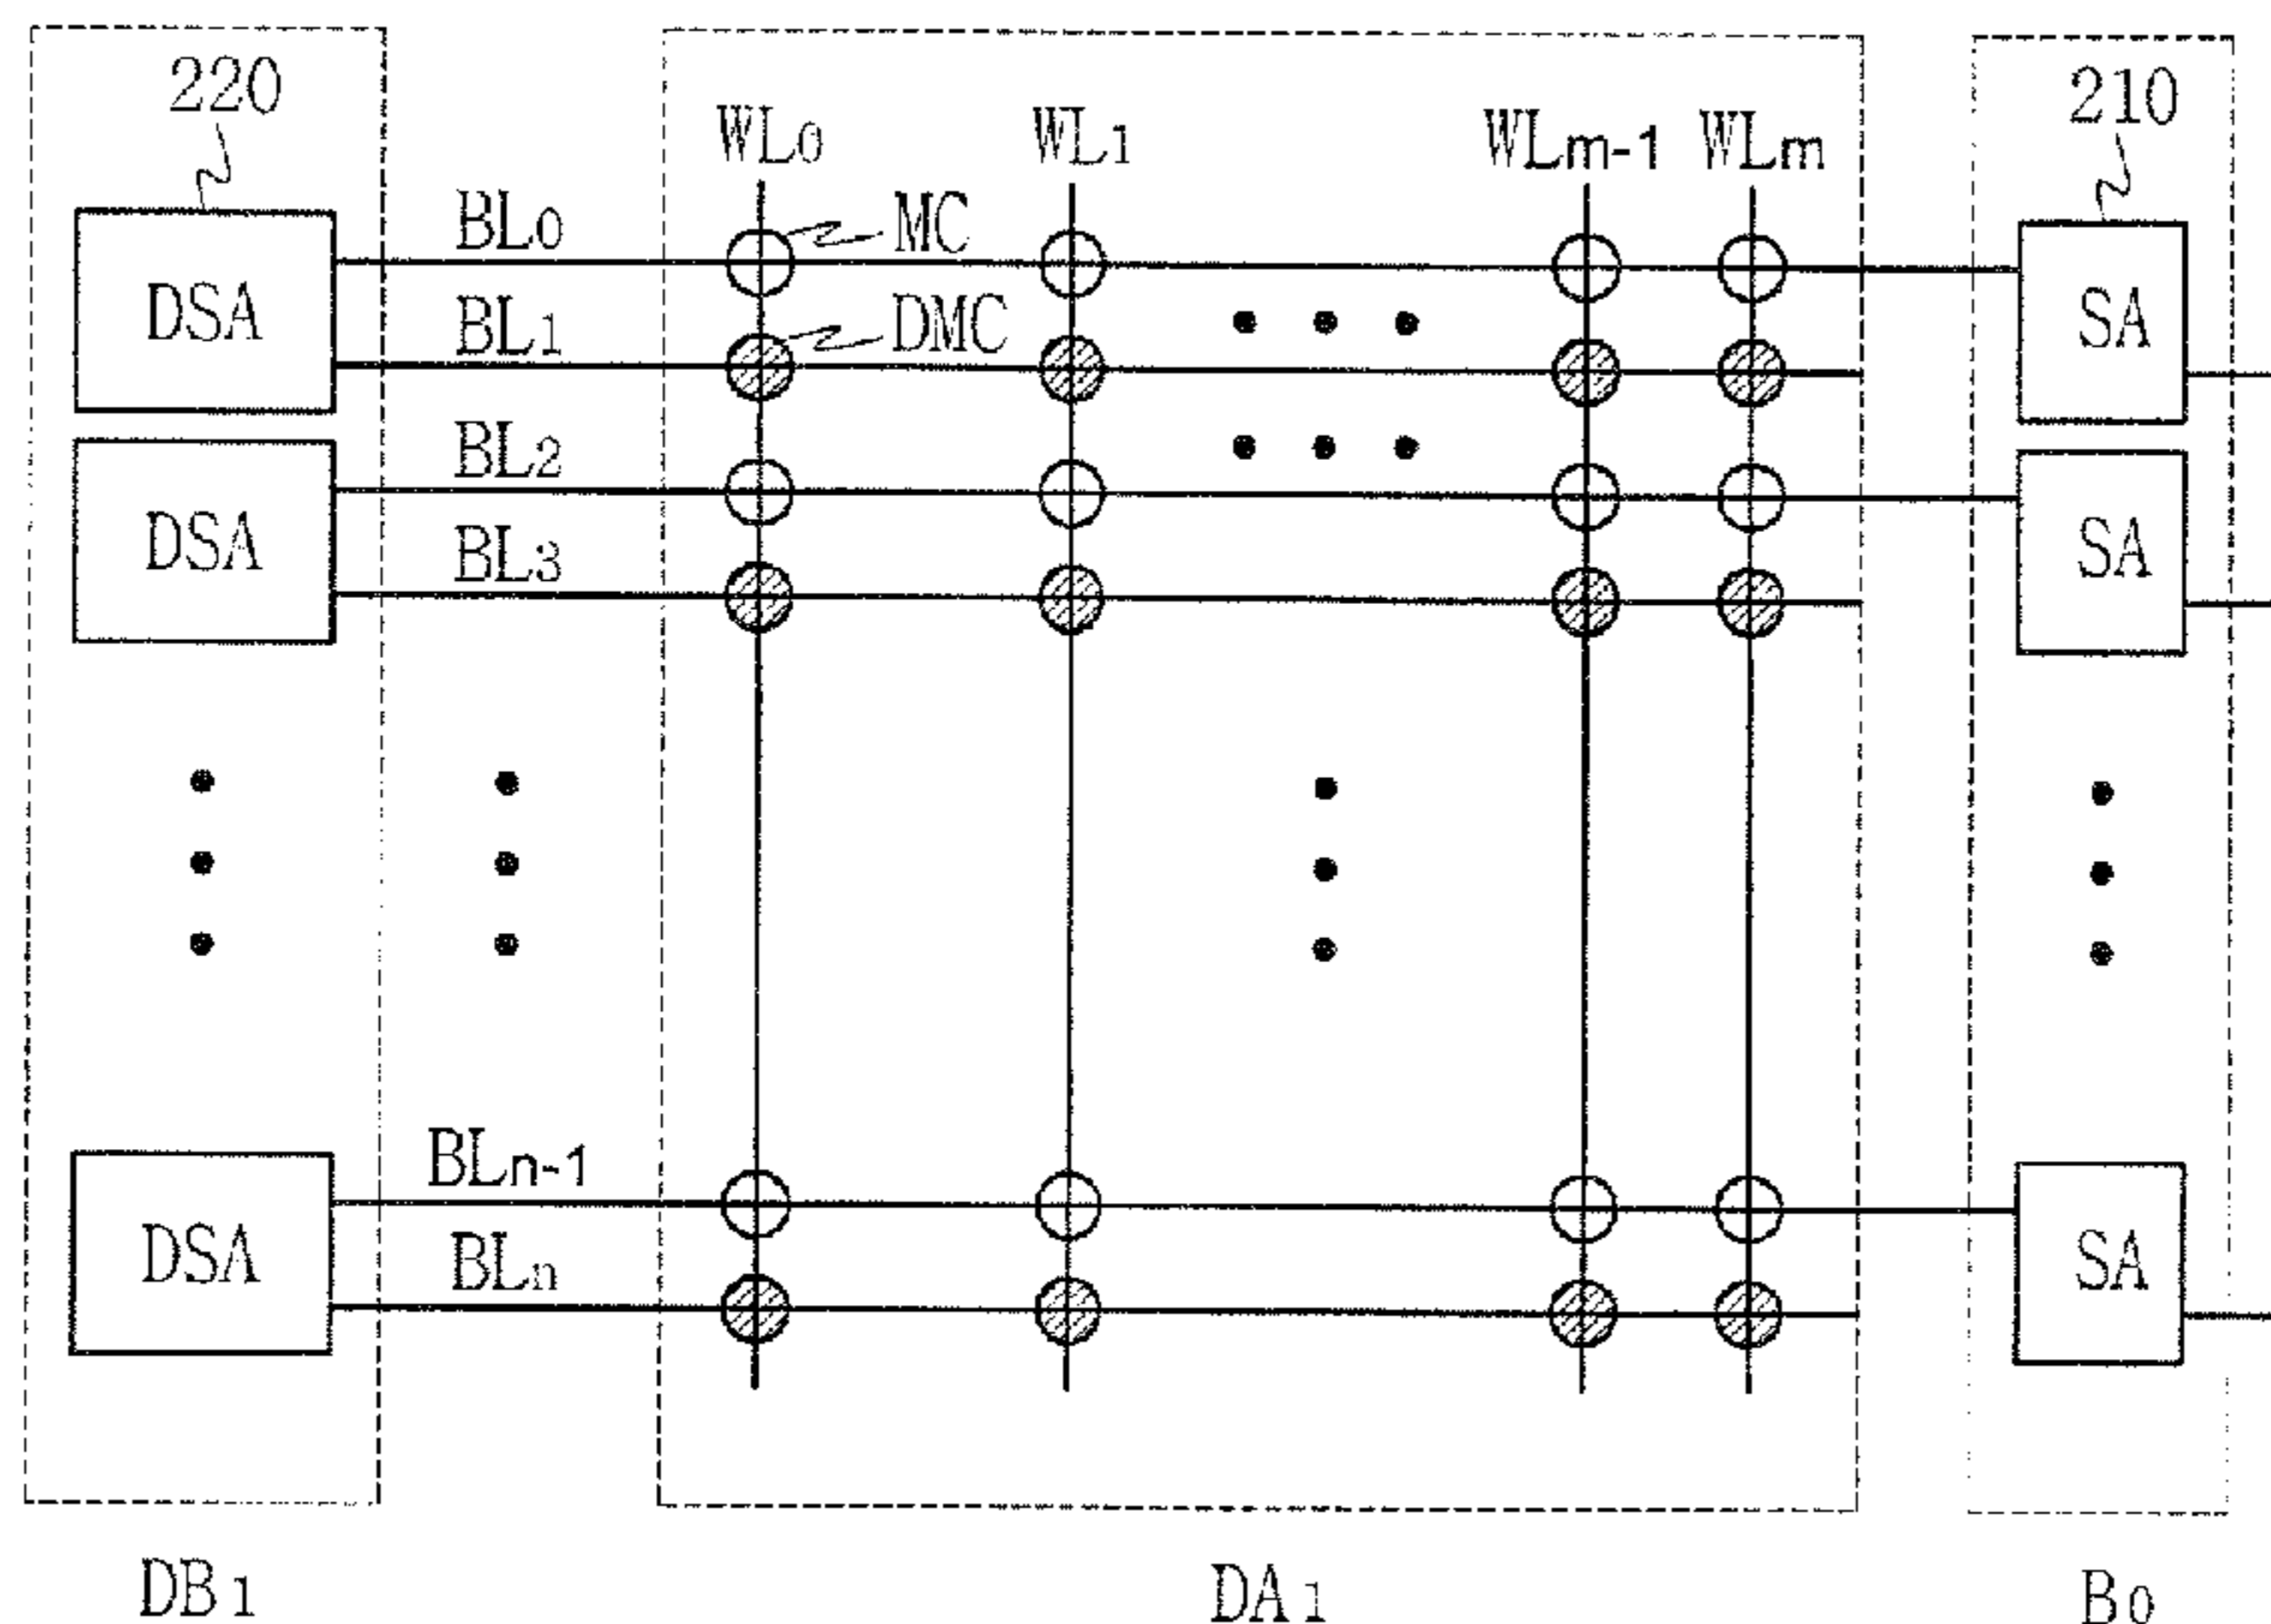 220
210
WL0 WL1 WLm-1 WLm
BL0 MC
DSA SA
BL1 DMC
BL2
DSA SA
BL3
BLn-1
DSA SA
BLn
DB1 DA1 B0